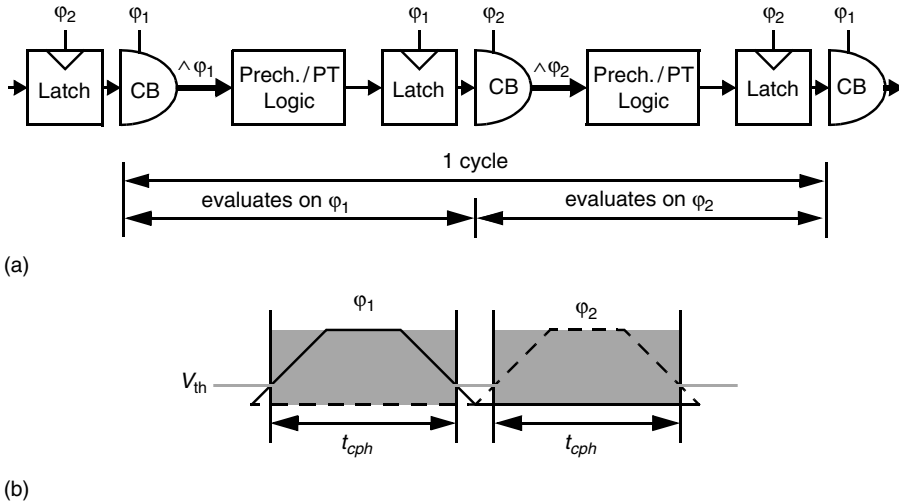 φ2 φ1 φ1 φ2 φ2 φ1
Latch CB ∧φ1 Prech./PT Logic Latch CB ∧φ2 Prech./PT Logic Latch CB
1 cycle
evaluates on φ1 evaluates on φ2
(a)
φ1 φ2
Vth
tcph tcph
(b)